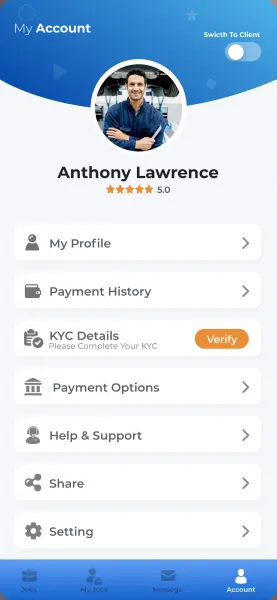 My Account
Swicth To Client
Anthony Lawrence
5.0
My Profile
Payment History
KYC Details
Verify
Please Complete Your KYC
Payment Options
Help & Support
Share
Setting
Jobs
My Jobs
Message
Account